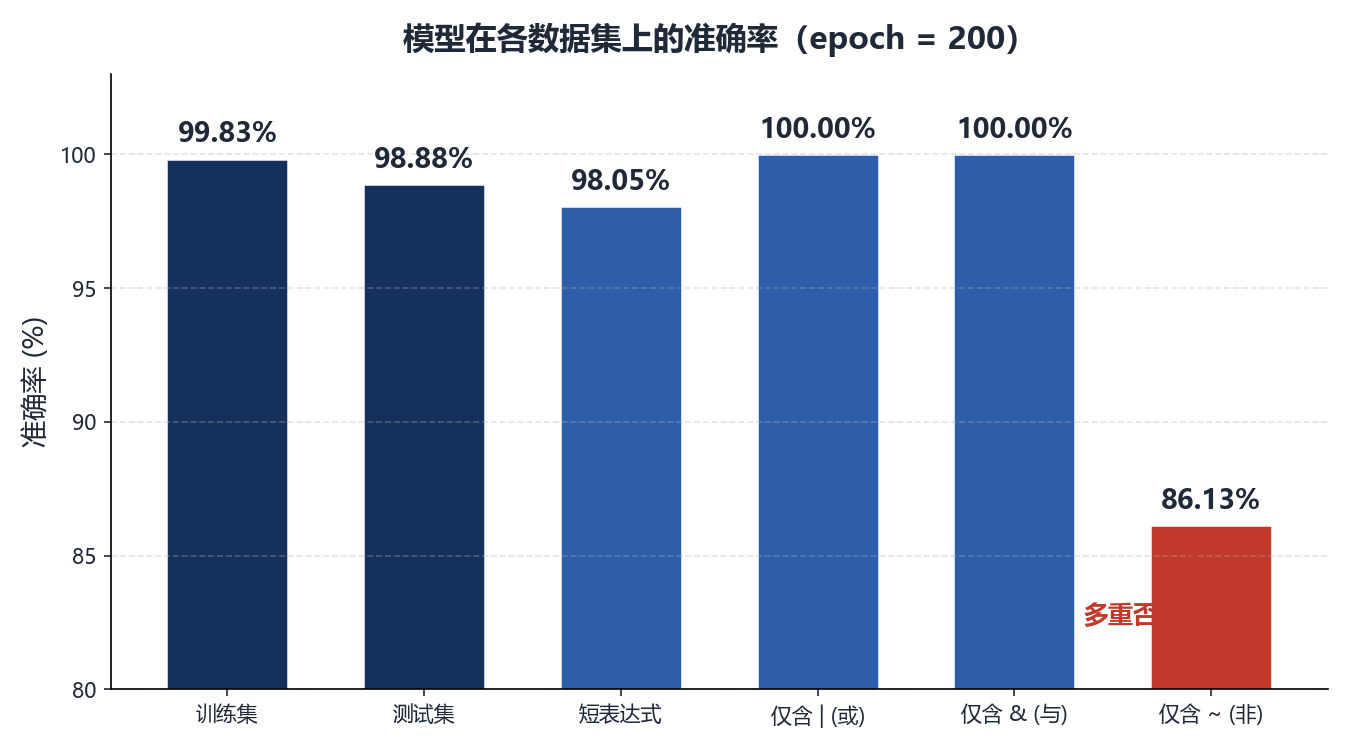 模型在各数据集上的准确率（epoch = 200）
准确率 (%)
100
95
90
85
80
99.83%
98.88%
98.05%
100.00%
100.00%
86.13%
多重否
训练集
测试集
短表达式
仅含 | (或)
仅含 & (与)
仅含 ~ (非)